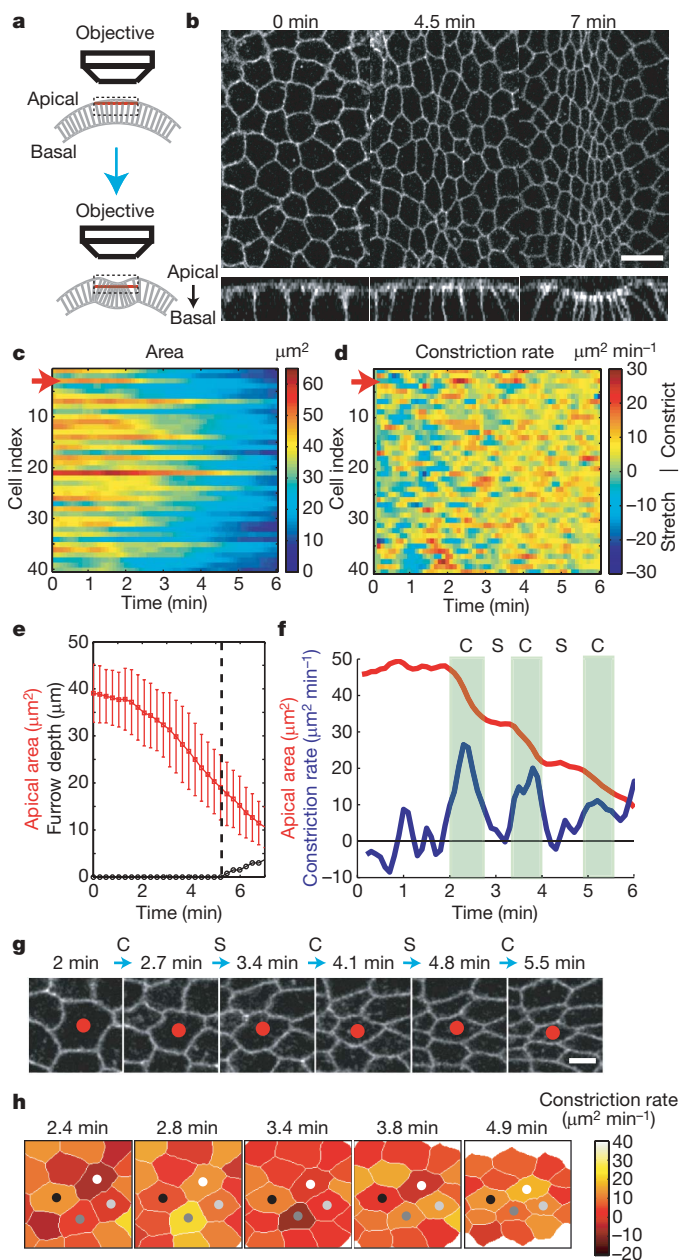 a
Objective
Apical
Basal
Objective
Apical
Basal
b
0 min 4.5 min 7 min
c
Area
μm²
Cell index
10
20
30
40
0 1 2 3 4 5 6
Time (min)
60
50
40
30
20
10
0
d
Constriction rate
μm² min⁻¹
Cell index
10
20
30
40
0 1 2 3 4 5 6
Time (min)
30
20
10
0
–10
–20
–30
Stretch | Constrict
e
Apical area (μm²)
Furrow depth (μm)
50
40
30
20
10
0
0 2 4 6
Time (min)
f
C S C S C
Apical area (μm²)
Constriction rate (μm² min⁻¹)
50
40
30
20
10
0
–10
0 1 2 3 4 5 6
Time (min)
g
C S C S C
2 min 2.7 min 3.4 min 4.1 min 4.8 min 5.5 min
h
2.4 min 2.8 min 3.4 min 3.8 min 4.9 min
Constriction rate
(μm² min⁻¹)
40
30
20
10
0
–10
–20